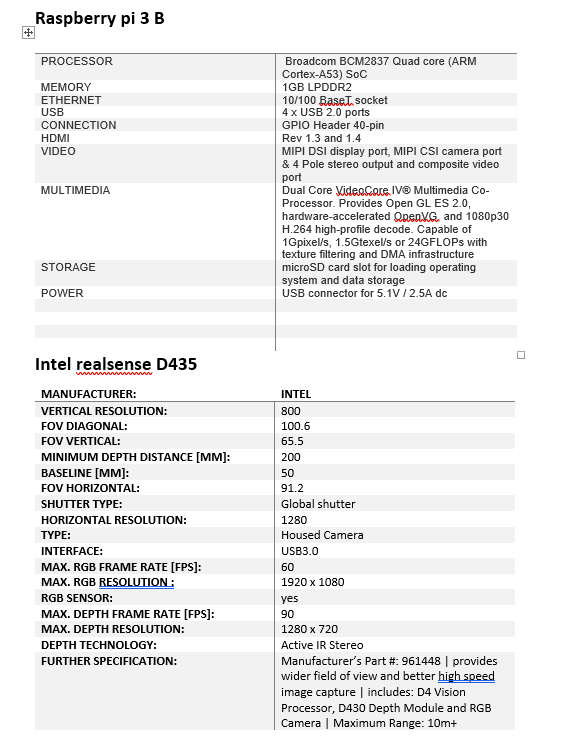 Raspberry pi 3 B
PROCESSOR Broadcom BCM2837 Quad core (ARM
Cortex-A53) SoC
MEMORY 1GB LPDDR2
ETHERNET 10/100 BaseT socket
USB 4 x USB 2.0 ports
CONNECTION GPIO Header 40-pin
HDMI Rev 1.3 and 1.4
VIDEO MIPI DSI display port, MIPI CSI camera port
& 4 Pole stereo output and composite video
port
MULTIMEDIA Dual Core VideoCore IV® Multimedia Co-
Processor. Provides Open GL ES 2.0,
hardware-accelerated OpenVG, and 1080p30
H.264 high-profile decode. Capable of
1Gpixel/s, 1.5Gtexel/s or 24GFLOPs with
texture filtering and DMA infrastructure
STORAGE microSD card slot for loading operating
system and data storage
POWER USB connector for 5.1V / 2.5A dc
Intel realsense D435
MANUFACTURER: INTEL
VERTICAL RESOLUTION: 800
FOV DIAGONAL: 100.6
FOV VERTICAL: 65.5
MINIMUM DEPTH DISTANCE [MM]: 200
BASELINE [MM]: 50
FOV HORIZONTAL: 91.2
SHUTTER TYPE: Global shutter
HORIZONTAL RESOLUTION: 1280
TYPE: Housed Camera
INTERFACE: USB3.0
MAX. RGB FRAME RATE [FPS]: 60
MAX. RGB RESOLUTION : 1920 x 1080
RGB SENSOR: yes
MAX. DEPTH FRAME RATE [FPS]: 90
MAX. DEPTH RESOLUTION: 1280 x 720
DEPTH TECHNOLOGY: Active IR Stereo
FURTHER SPECIFICATION: Manufacturer's Part #: 961448 | provides
wider field of view and better high speed
image capture | includes: D4 Vision
Processor, D430 Depth Module and RGB
Camera | Maximum Range: 10m+